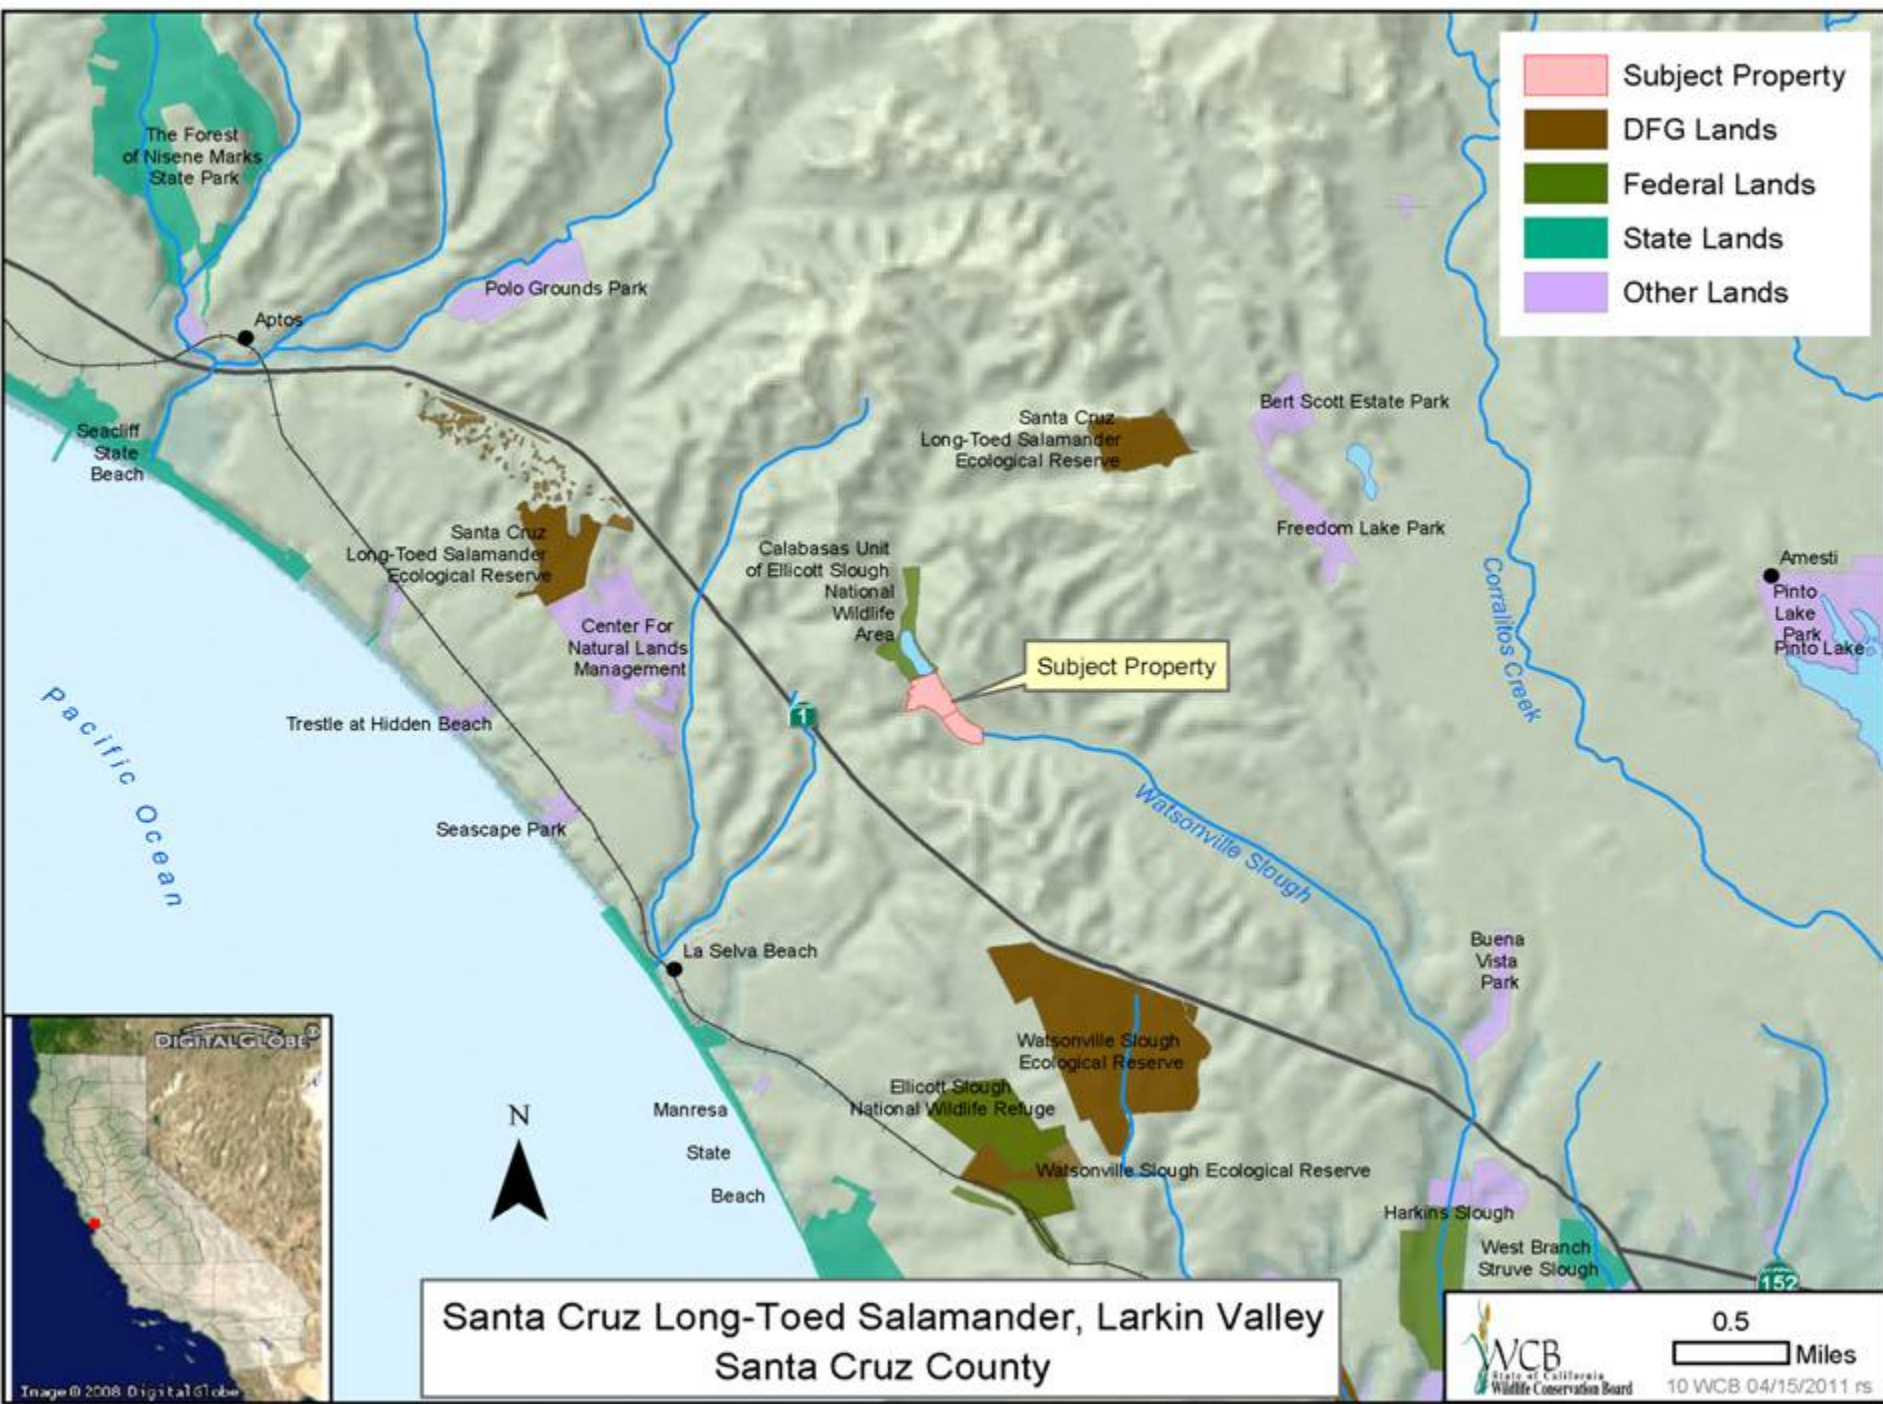 Subject Property
DFG Lands
Federal Lands
State Lands
Other Lands
The Forest
of Nisene Marks
State Park
Polo Grounds Park
Aptos
Seacliff
State
Beach
Santa Cruz
Long-Toed Salamander
Ecological Reserve
Bert Scott Estate Park
Santa Cruz
Long-Toed Salamander
Ecological Reserve
Freedom Lake Park
Calabasas Unit
of Ellicott Slough
National
Wildlife
Area
Amesti
Pinto
Lake
Park
Pinto Lake
Corralitos Creek
Center For
Natural Lands
Management
Subject Property
Pacific Ocean
Trestle at Hidden Beach
1
Seascape Park
Watsonville Slough
La Selva Beach
Buena
Vista
Park
Watsonville Slough
Ecological Reserve
Ellicott Slough
National Wildlife Refuge
Manresa
State
Beach
Watsonville Slough Ecological Reserve
Harkins Slough
West Branch
Struve Slough
152
N
DIGITALGLOBE
Image © 2008 DigitalGlobe
Santa Cruz Long-Toed Salamander, Larkin Valley
Santa Cruz County
WCB
State of California
Wildlife Conservation Board
0.5
Miles
10 WCB 04/15/2011 rs